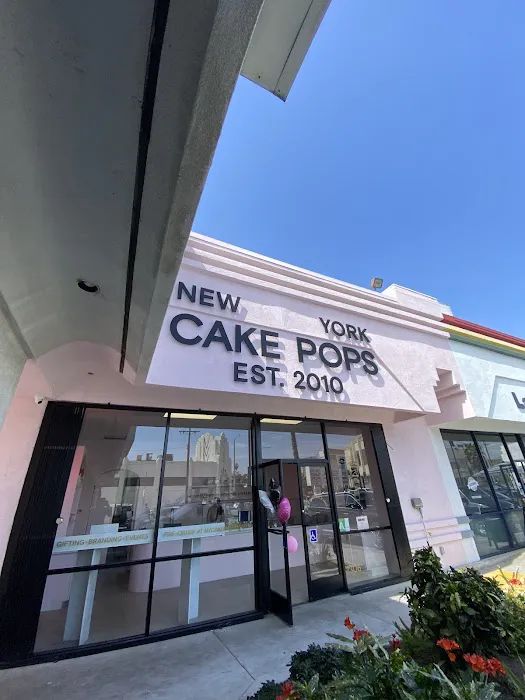 NEW YORK
CAKE POPS
EST. 2010
GIFTING·BRANDING·EVENTS